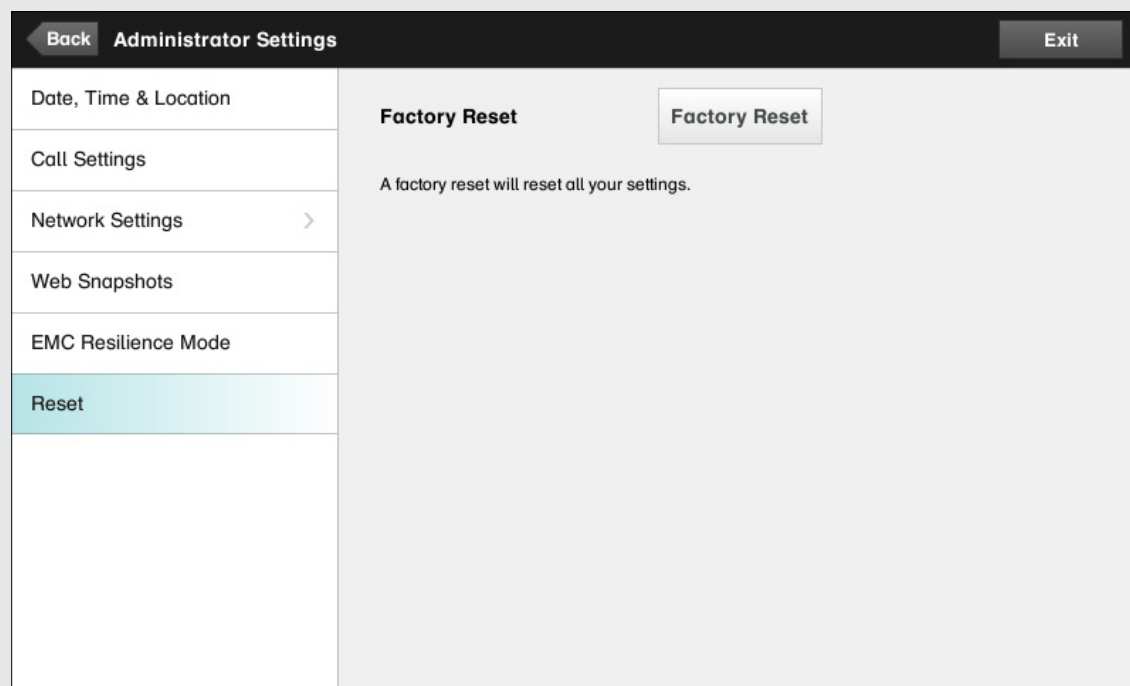 Back Administrator Settings Exit
Date, Time & Location
Call Settings
Network Settings
Web Snapshots
EMC Resilience Mode
Reset
Factory Reset Factory Reset
A factory reset will reset all your settings.